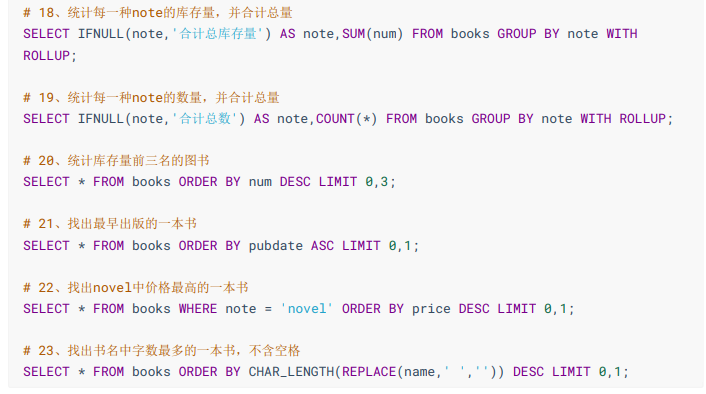 # 18、统计每一种note的库存量，并合计总量
SELECT IFNULL(note,'合计总库存量') AS note,SUM(num) FROM books GROUP BY note WITH
ROLLUP;
# 19、统计每一种note的数量，并合计总量
SELECT IFNULL(note,'合计总数') AS note,COUNT(*) FROM books GROUP BY note WITH ROLLUP;
# 20、统计库存量前三名的图书
SELECT * FROM books ORDER BY num DESC LIMIT 0,3;
# 21、找出最早出版的一本书
SELECT * FROM books ORDER BY pubdate ASC LIMIT 0,1;
# 22、找出novel中价格最高的一本书
SELECT * FROM books WHERE note = 'novel' ORDER BY price DESC LIMIT 0,1;
# 23、找出书名中字数最多的一本书，不含空格
SELECT * FROM books ORDER BY CHAR_LENGTH(REPLACE(name,' ','')) DESC LIMIT 0,1;